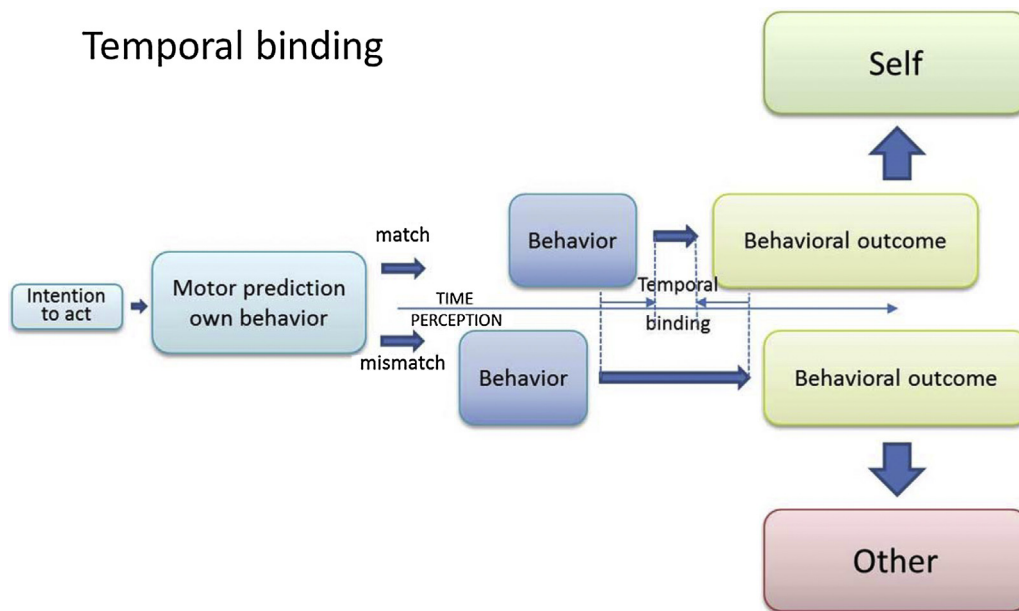 Temporal binding
Self
match
Behavior
Behavioral outcome
Intention
to act
Motor prediction
own behavior
TIME
PERCEPTION
Temporal
binding
mismatch
Behavior
Behavioral outcome
Other